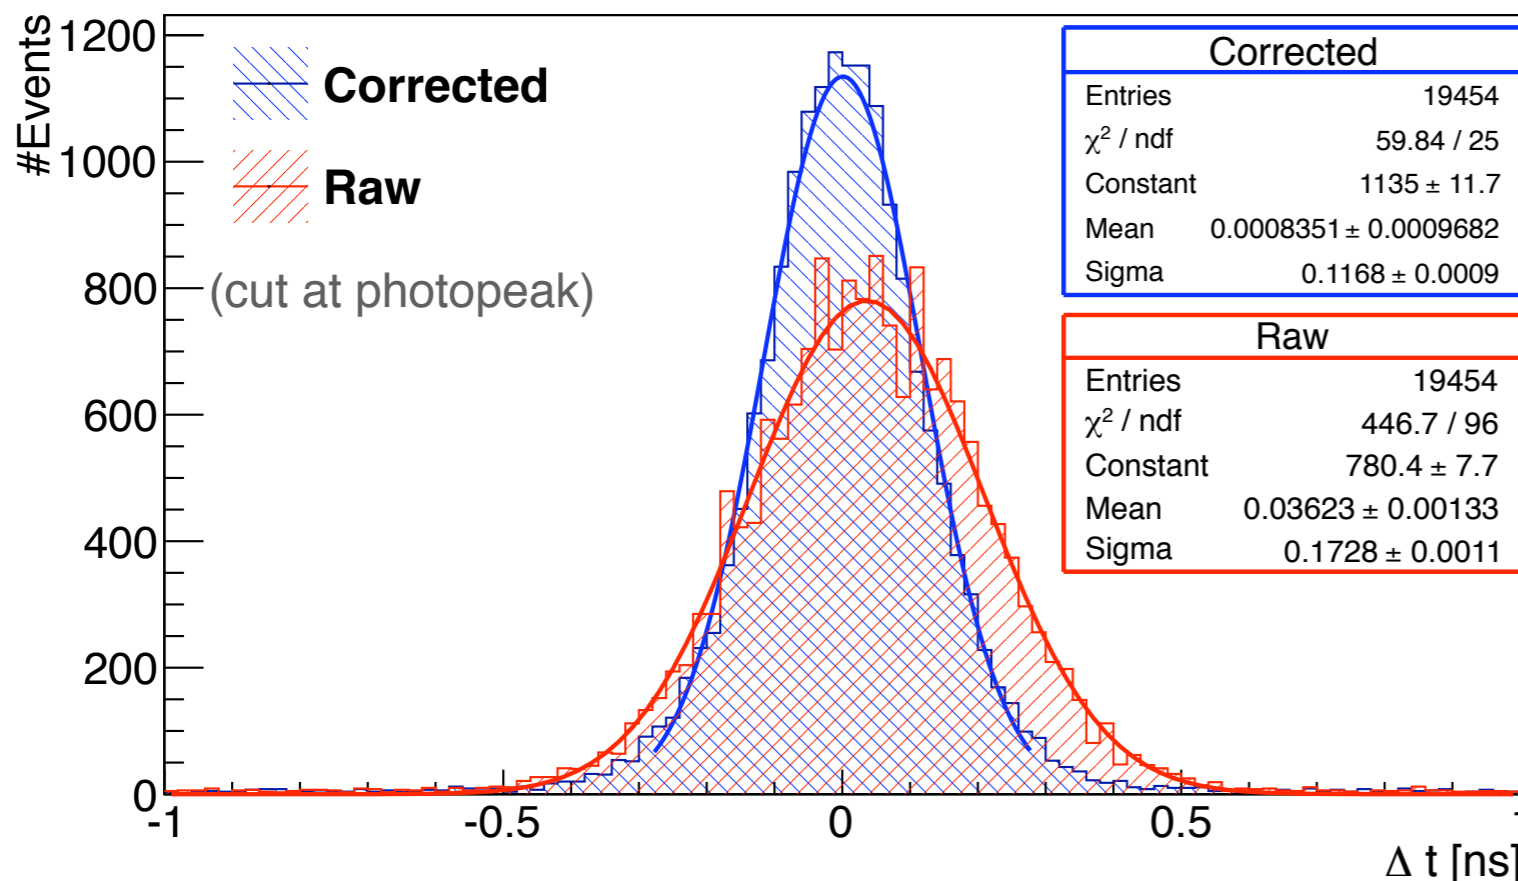 #Events
1200
1000
800
600
400
200
0
Corrected
Raw
(cut at photopeak)
Corrected
Entries 19454
χ² / ndf 59.84 / 25
Constant 1135 ± 11.7
Mean 0.0008351 ± 0.0009682
Sigma 0.1168 ± 0.0009
Raw
Entries 19454
χ² / ndf 446.7 / 96
Constant 780.4 ± 7.7
Mean 0.03623 ± 0.00133
Sigma 0.1728 ± 0.0011
-1 -0.5 0 0.5
Δ t [ns]